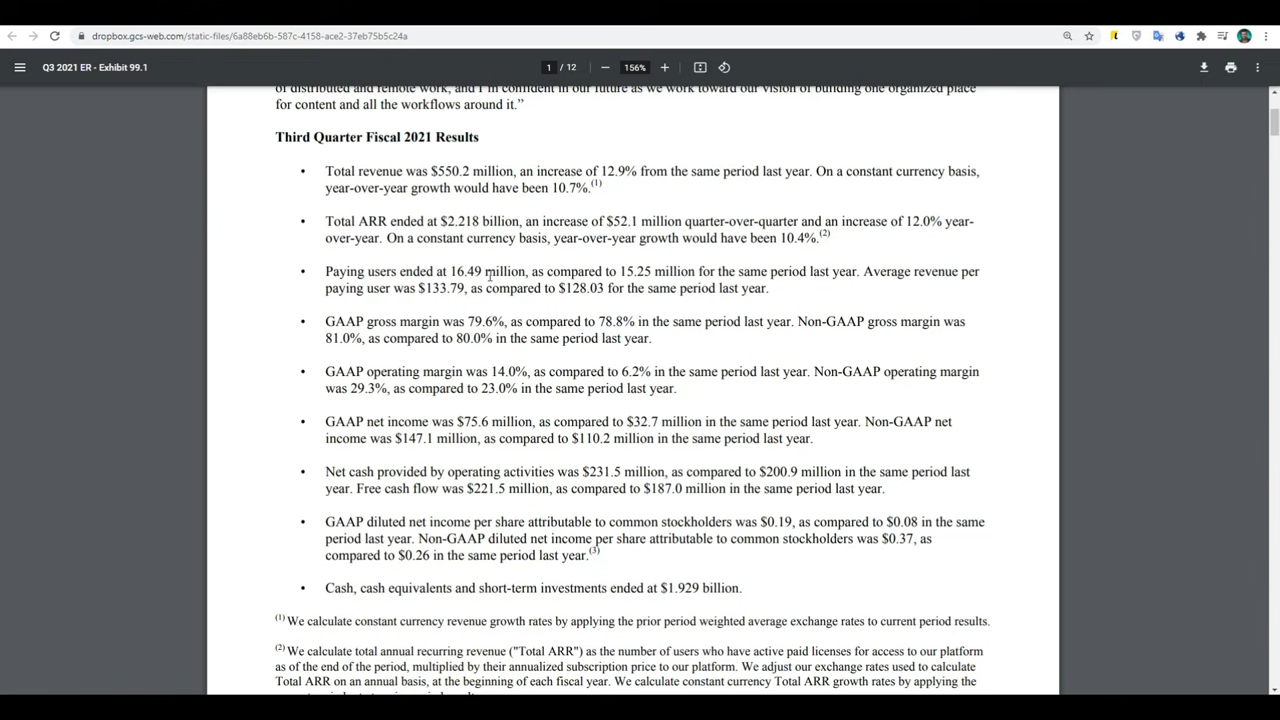 dropbox.gcs-web.com/static-files/6a88eb6b-587c-4158-ace2-37eb75b5c24a
Q3 2021 ER - Exhibit 99.1
1 / 12
156%
of distributed and remote work, and I'm confident in our future as we work toward our vision of building one organized place
for content and all the workflows around it.”
Third Quarter Fiscal 2021 Results
• Total revenue was $550.2 million, an increase of 12.9% from the same period last year. On a constant currency basis,
year-over-year growth would have been 10.7%.(1)
• Total ARR ended at $2.218 billion, an increase of $52.1 million quarter-over-quarter and an increase of 12.0% year-
over-year. On a constant currency basis, year-over-year growth would have been 10.4%.(2)
• Paying users ended at 16.49 million, as compared to 15.25 million for the same period last year. Average revenue per
paying user was $133.79, as compared to $128.03 for the same period last year.
• GAAP gross margin was 79.6%, as compared to 78.8% in the same period last year. Non-GAAP gross margin was
81.0%, as compared to 80.0% in the same period last year.
• GAAP operating margin was 14.0%, as compared to 6.2% in the same period last year. Non-GAAP operating margin
was 29.3%, as compared to 23.0% in the same period last year.
• GAAP net income was $75.6 million, as compared to $32.7 million in the same period last year. Non-GAAP net
income was $147.1 million, as compared to $110.2 million in the same period last year.
• Net cash provided by operating activities was $231.5 million, as compared to $200.9 million in the same period last
year. Free cash flow was $221.5 million, as compared to $187.0 million in the same period last year.
• GAAP diluted net income per share attributable to common stockholders was $0.19, as compared to $0.08 in the same
period last year. Non-GAAP diluted net income per share attributable to common stockholders was $0.37, as
compared to $0.26 in the same period last year.(3)
• Cash, cash equivalents and short-term investments ended at $1.929 billion.
(1) We calculate constant currency revenue growth rates by applying the prior period weighted average exchange rates to current period results.
(2) We calculate total annual recurring revenue ("Total ARR") as the number of users who have active paid licenses for access to our platform
as of the end of the period, multiplied by their annualized subscription price to our platform. We adjust our exchange rates used to calculate
Total ARR on an annual basis, at the beginning of each fiscal year. We calculate constant currency Total ARR growth rates by applying the